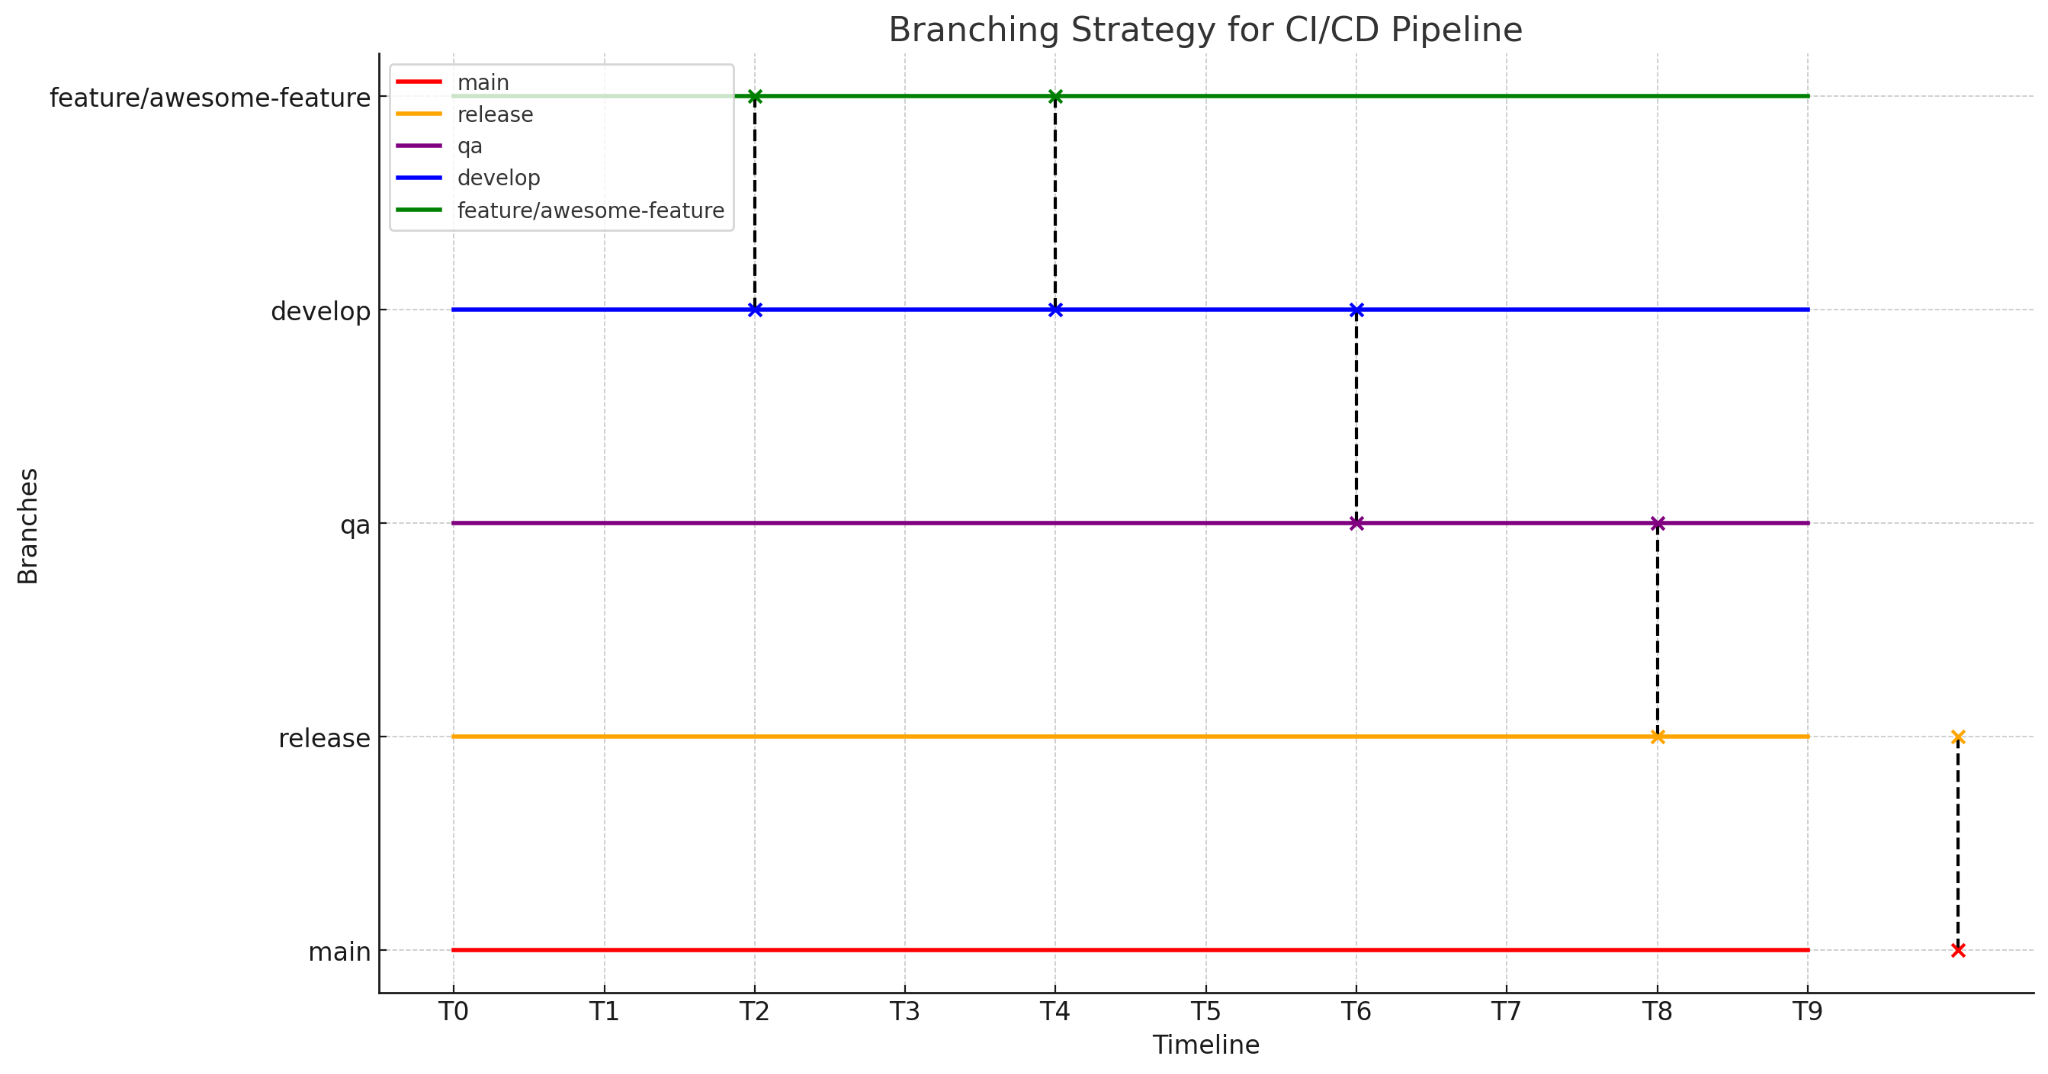 Branching Strategy for CI/CD Pipeline
main
release
qa
develop
feature/awesome-feature
feature/awesome-feature
develop
qa
release
main
Branches
T0 T1 T2 T3 T4 T5 T6 T7 T8 T9
Timeline